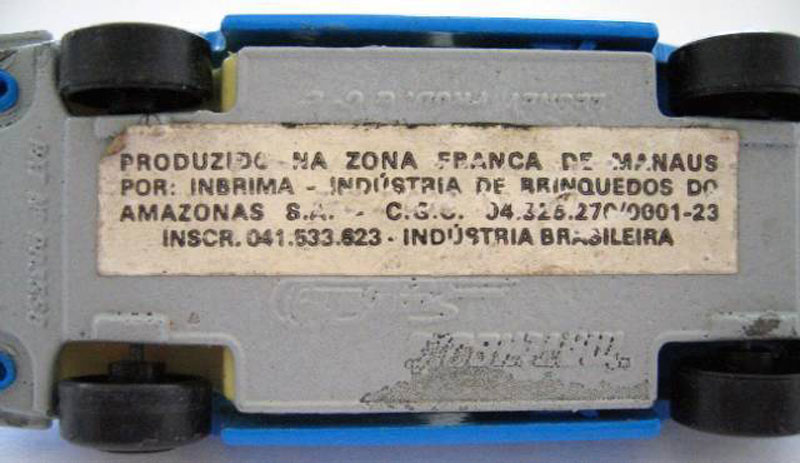 PRODUZIDO NA ZONA FRANCA DE MANAUS
POR: INBRIMA - INDÚSTRIA DE BRINQUEDOS DO
AMAZONAS S.A. - C.G.C. 04.325.270/0001-23
INSCR. 041.533.623 - INDÚSTRIA BRASILEIRA